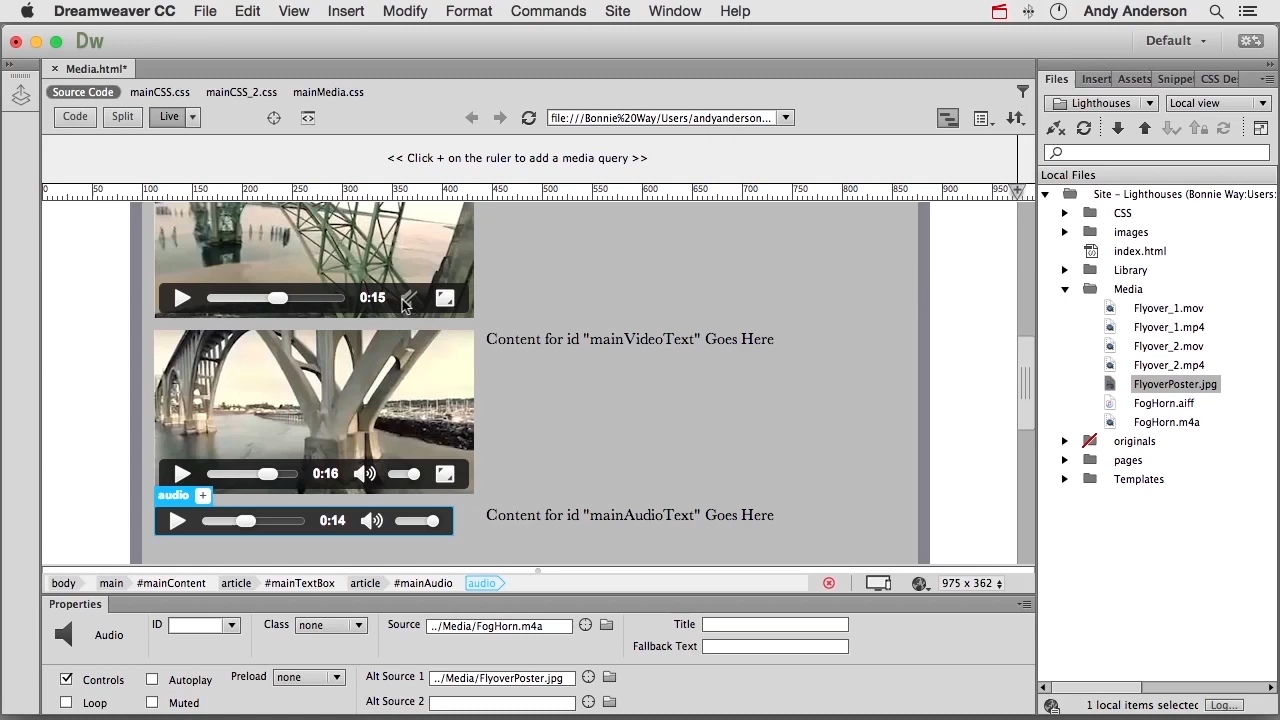 Dreamweaver CC File Edit View Insert Modify Format Commands Site Window Help Andy Anderson
Dw Default
Media.html* Files Insert Assets Snippe CSS De
Source Code mainCSS.css mainCSS_2.css mainMedia.css
Lighthouses Local view
Code Split Live file:///Bonnie%20Way/Users/andyanderson...
<< Click + on the ruler to add a media query >>
Local Files
0 50 100 150 200 250 300 350 400 450 500 550 600 650 700 750 800 850 900 950
Site – Lighthouses (Bonnie Way:Users:
CSS
images
index.html
Library
Media
0:15
Flyover_1.mov
Flyover_1.mp4
Content for id "mainVideoText" Goes Here
Flyover_2.mov
Flyover_2.mp4
FlyoverPoster.jpg
FogHorn.aiff
FogHorn.m4a
originals
pages
0:16
Templates
audio +
0:14
Content for id "mainAudioText" Goes Here
body main #mainContent article #mainTextBox article #mainAudio audio 975 x 362
Properties
Audio ID Class none Source ../Media/FogHorn.m4a Title
Fallback Text
Controls Autoplay Preload none Alt Source 1 ../Media/FlyoverPoster.jpg
Loop Muted Alt Source 2
1 local items selected Log...